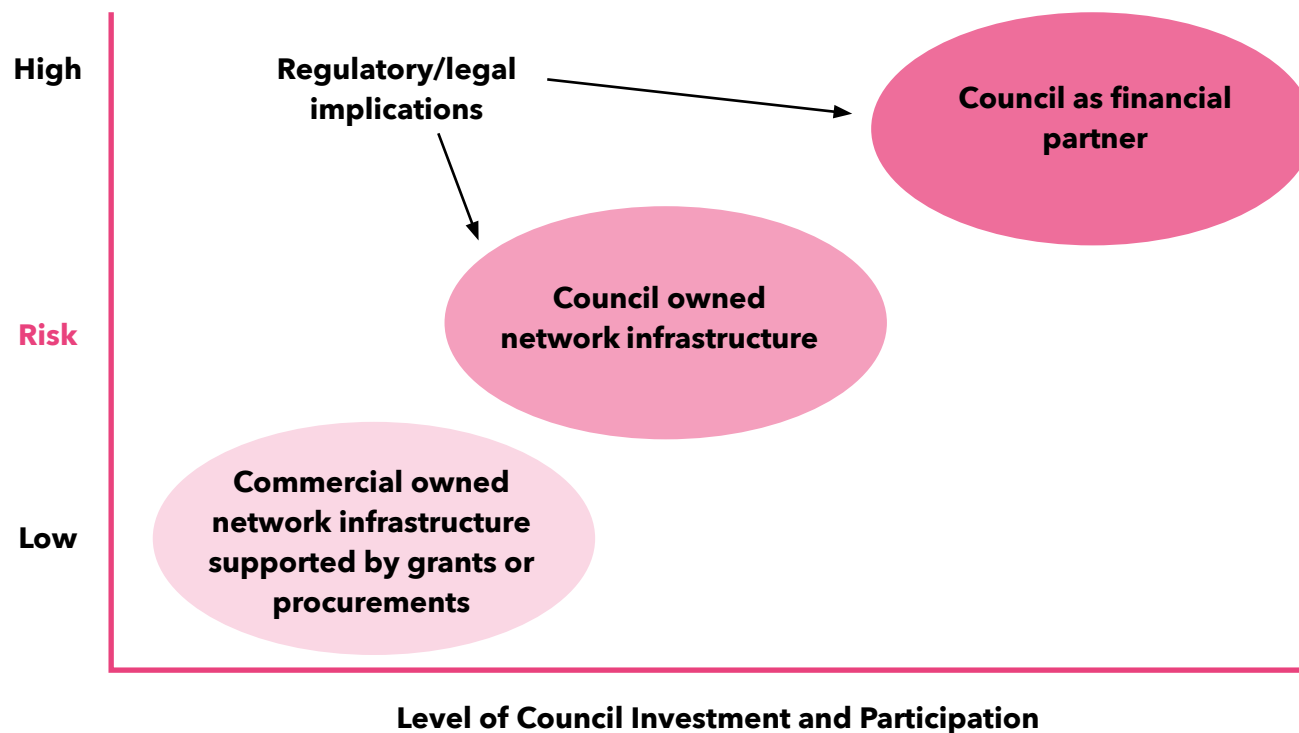 High
Regulatory/legal
implications
Council as financial
partner
Council owned
network infrastructure
Risk
Commercial owned
network infrastructure
supported by grants or
procurements
Low
Level of Council Investment and Participation